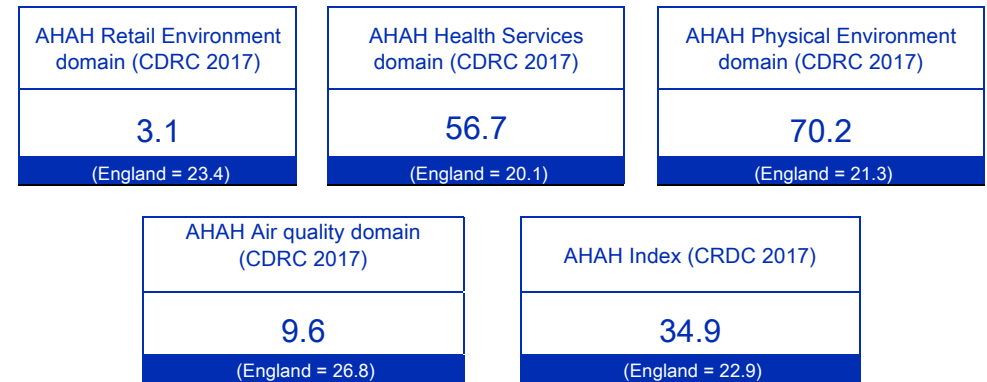 AHAH Retail Environment
domain (CDRC 2017)
3.1
(England = 23.4)
AHAH Health Services
domain (CDRC 2017)
56.7
(England = 20.1)
AHAH Physical Environment
domain (CDRC 2017)
70.2
(England = 21.3)
AHAH Air quality domain
(CDRC 2017)
9.6
(England = 26.8)
AHAH Index (CRDC 2017)
34.9
(England = 22.9)